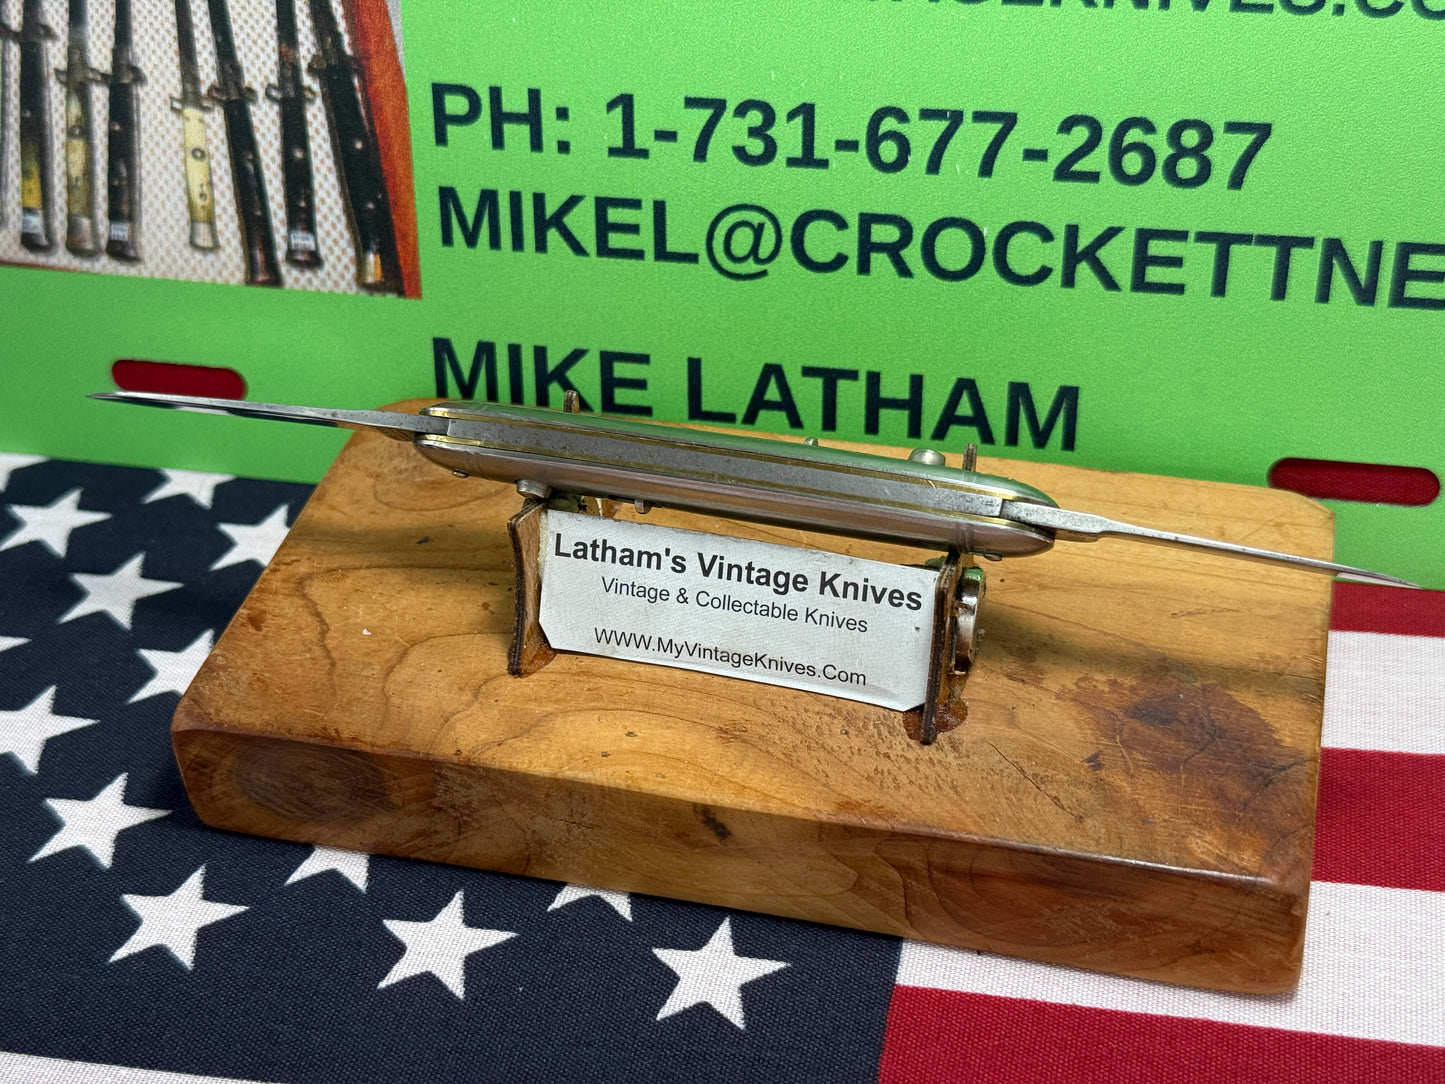 PH: 1-731-677-2687
MIKEL@CROCKETTNE
MIKE LATHAM
Latham's Vintage Knives
Vintage & Collectable Knives
WWW.MyVintageKnives.Com